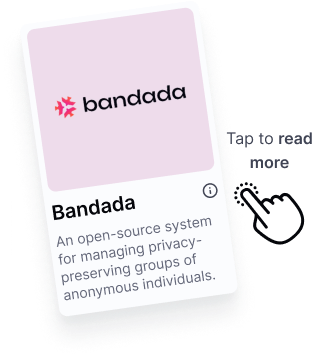 bandada
Tap to read
more
Bandada
An open-source system
for managing privacy-
preserving groups of
anonymous individuals.